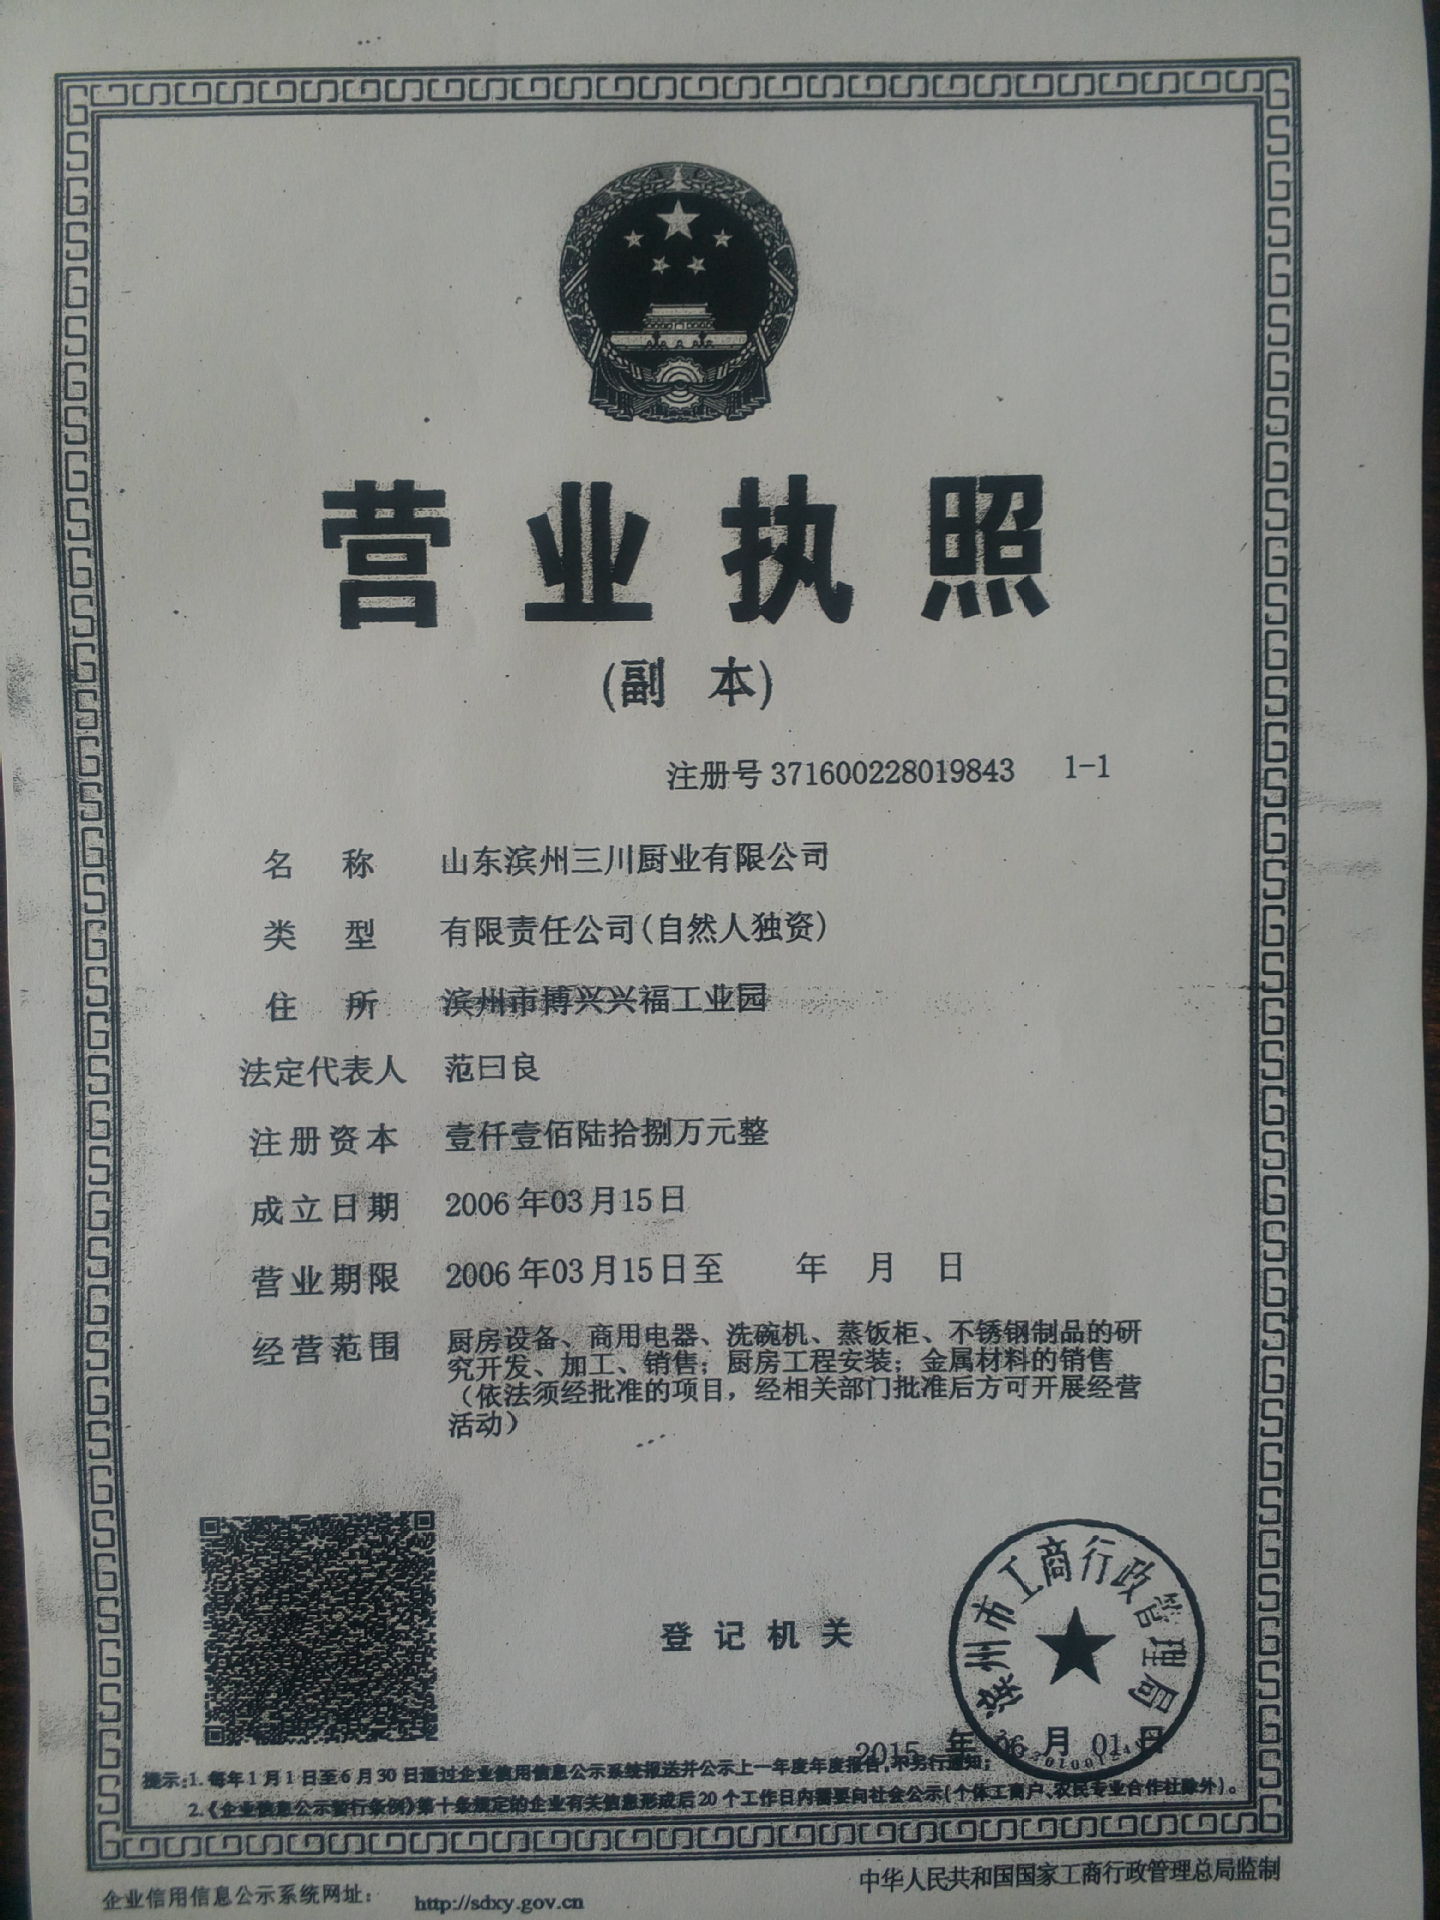 营业执照
(副 本)
注册号 371600228019843 1-1
名 称 山东滨州三川厨业有限公司
类 型 有限责任公司(自然人独资)
住 所 滨州市博兴兴福工业园
法定代表人 范曰良
注册资本 壹仟壹佰陆拾捌万元整
成立日期 2006年03月15日
营业期限 2006年03月15日至 年 月 日
经营范围 厨房设备、商用电器、洗碗机、蒸饭柜、不锈钢制品的研
究开发、加工、销售；厨房工程安装；金属材料的销售
（依法须经批准的项目，经相关部门批准后方可开展经营
活动）
滨州市工商行政管理局
登记机关
2015 年 06 月 01 日
提示:1.每年1月1日至6月30日通过企业信用信息公示系统报送并公示上一年度年度报告,不另行通知;
2.《企业信息公示暂行条例》第十条规定的企业有关信息形成后20个工作日内需要向社会公示(个体工商户、农民专业合作社除外)。
企业信用信息公示系统网址： http://sdxy.gov.cn
中华人民共和国国家工商行政管理总局监制